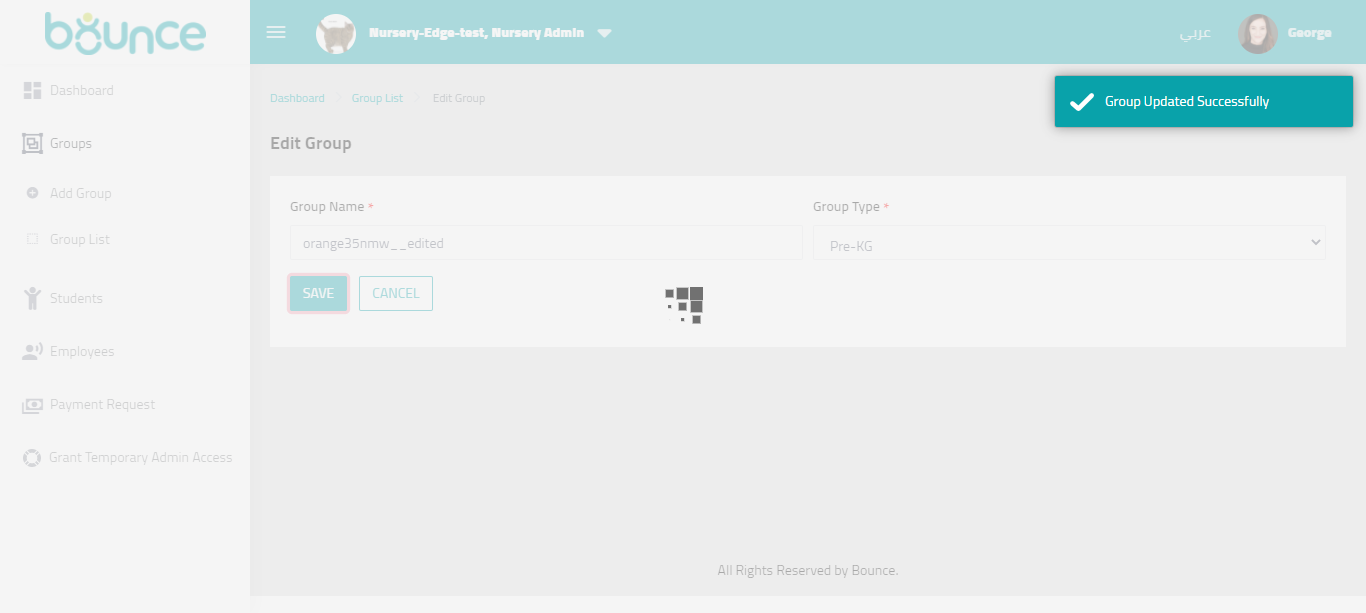 bounce
Nursery-Edge-test, Nursery Admin
عربي
George
Dashboard
Groups
Add Group
Group List
Students
Employees
Payment Request
Grant Temporary Admin Access
Dashboard
Group List
Edit Group
Group Updated Successfully
Edit Group
Group Name *
Group Type *
orange35nmw__edited
Pre-KG
SAVE
CANCEL
All Rights Reserved by Bounce.